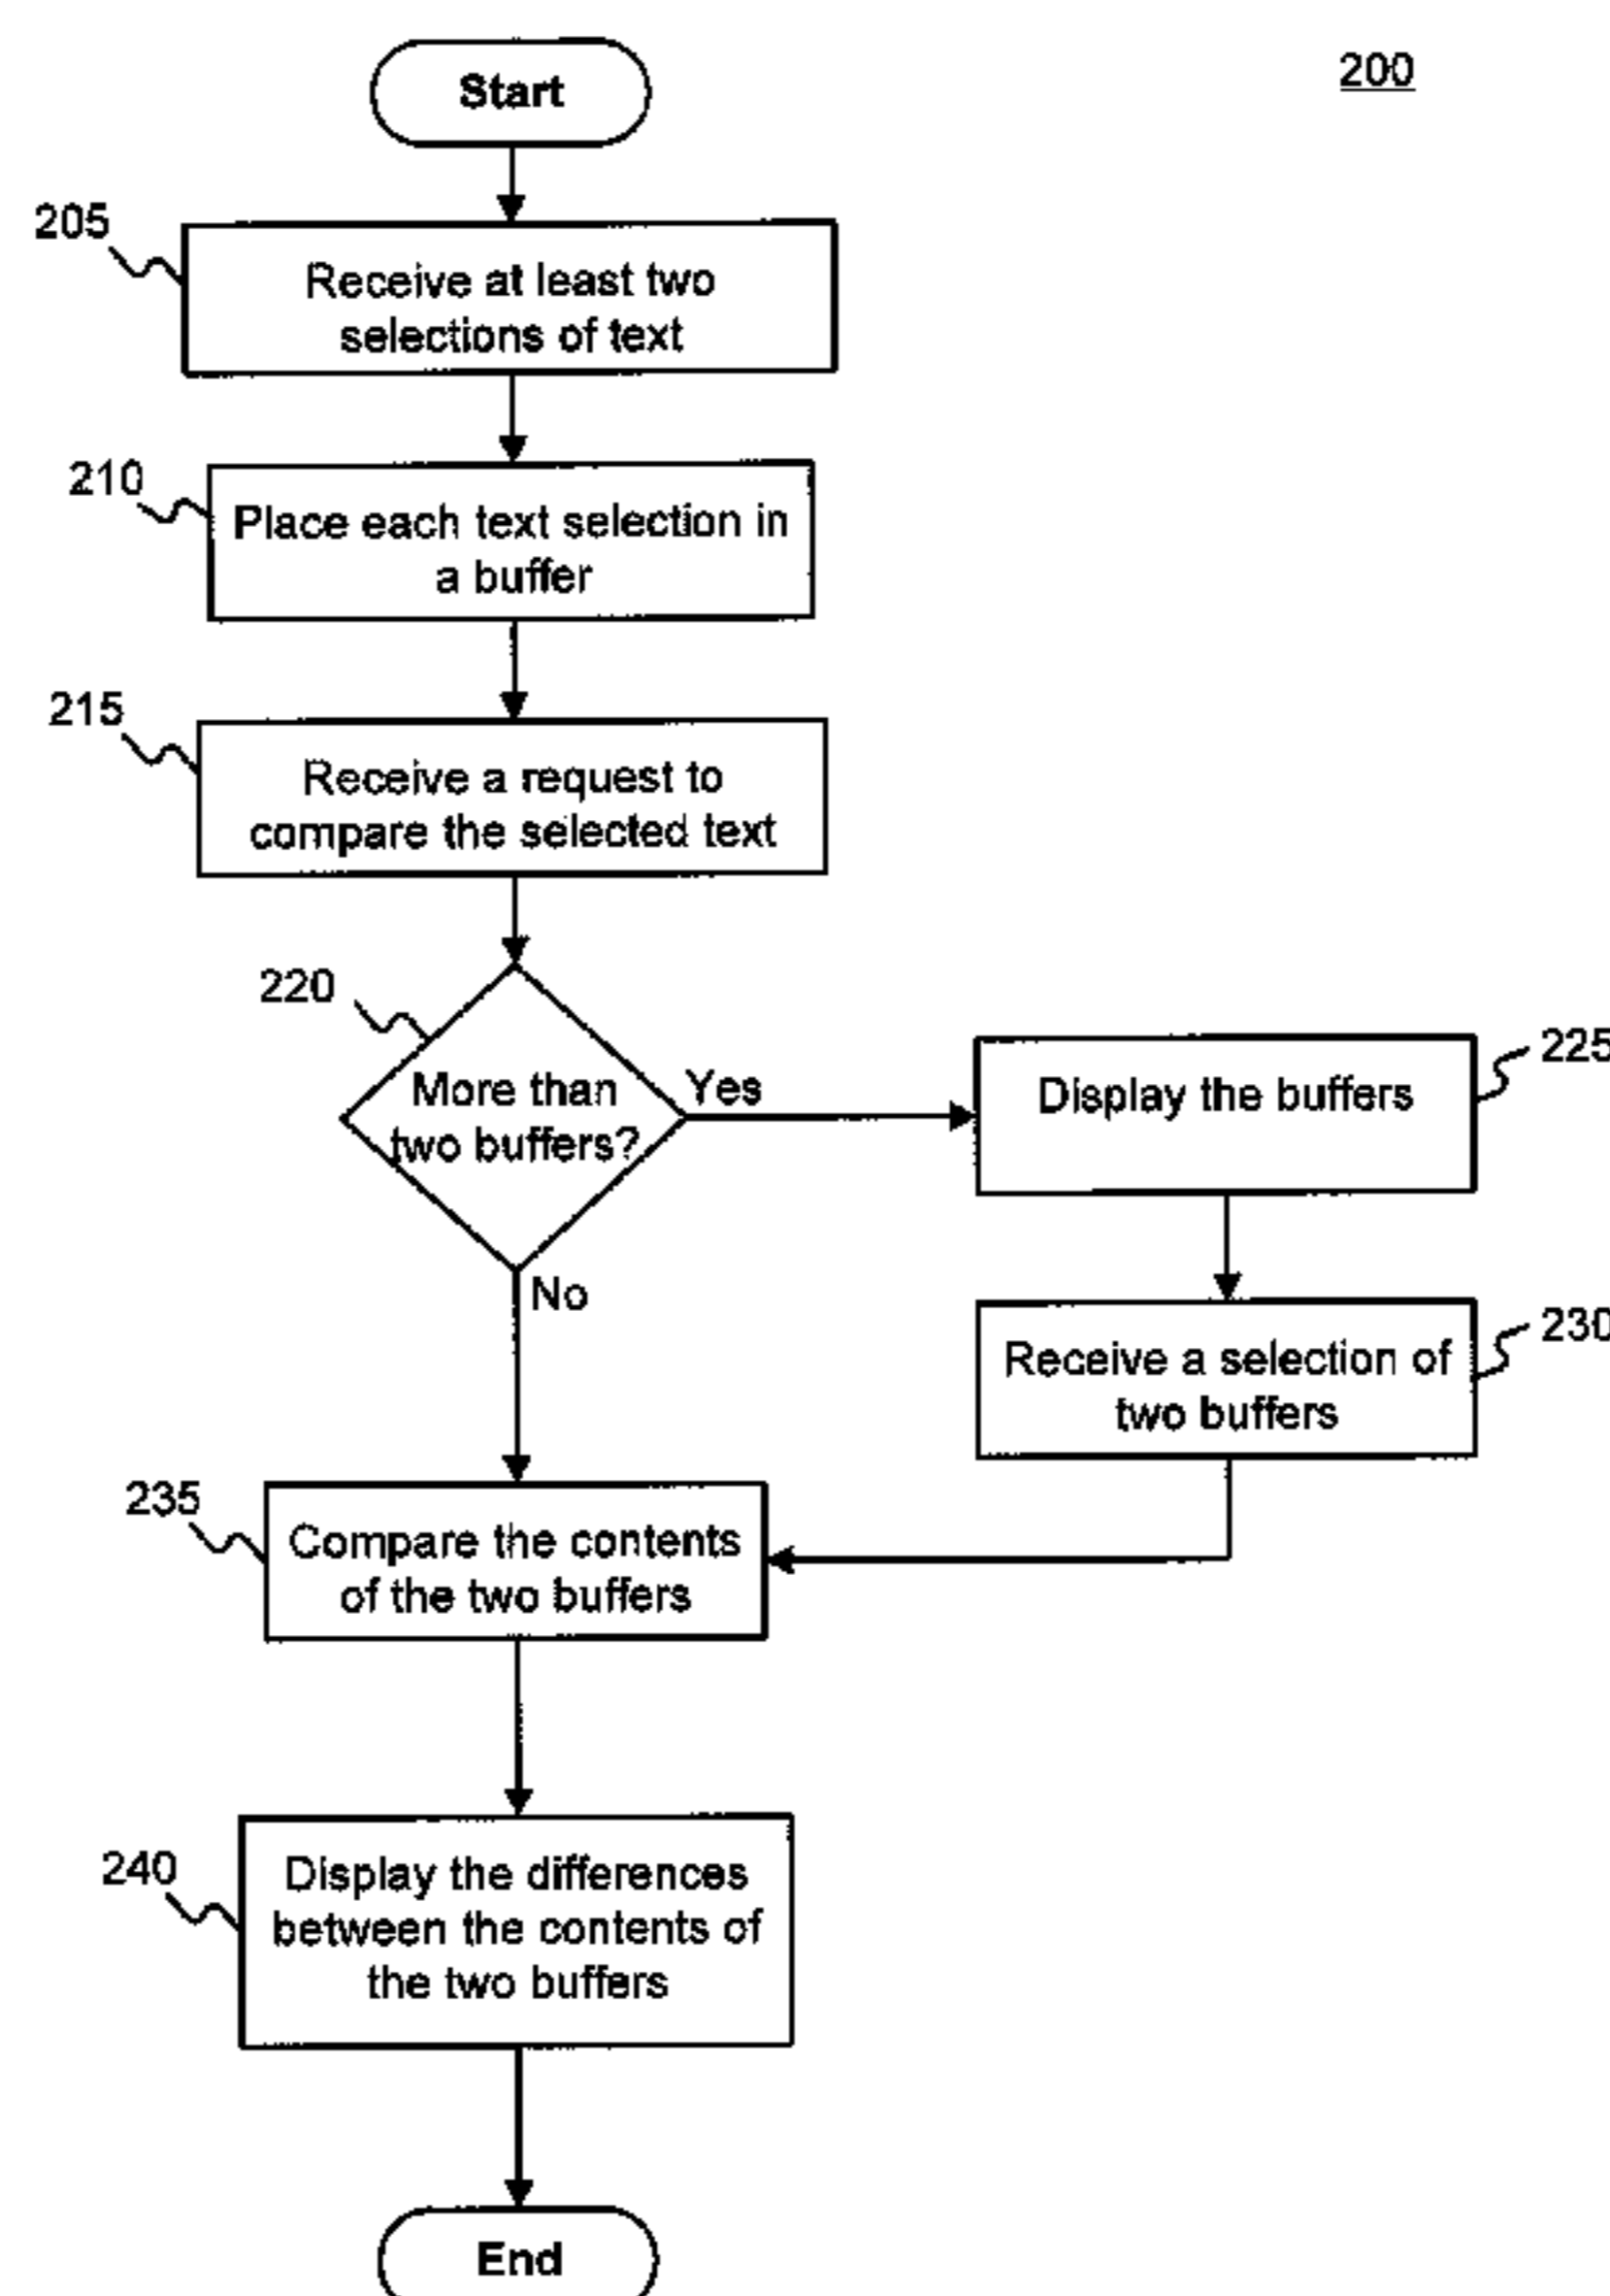 200
Start
205
Receive at least two
selections of text
210
Place each text selection in
a buffer
215
Receive a request to
compare the selected text
220
More than
two buffers?
Yes
225
Display the buffers
No
230
Receive a selection of
two buffers
235
Compare the contents
of the two buffers
240
Display the differences
between the contents of
the two buffers
End